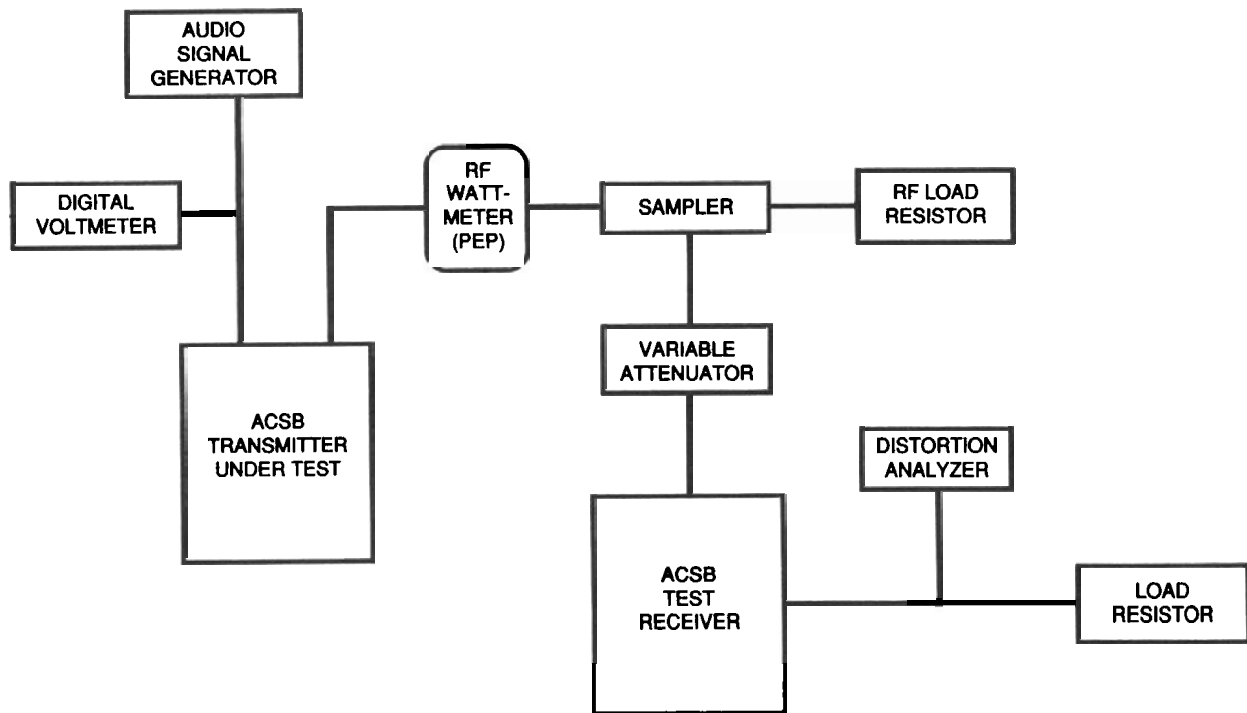 AUDIO
SIGNAL
GENERATOR
DIGITAL
VOLTMETER
RF
WATT-
METER
(PEP)
SAMPLER
RF LOAD
RESISTOR
ACSB
TRANSMITTER
UNDER TEST
VARIABLE
ATTENUATOR
DISTORTION
ANALYZER
ACSB
TEST
RECEIVER
LOAD
RESISTOR